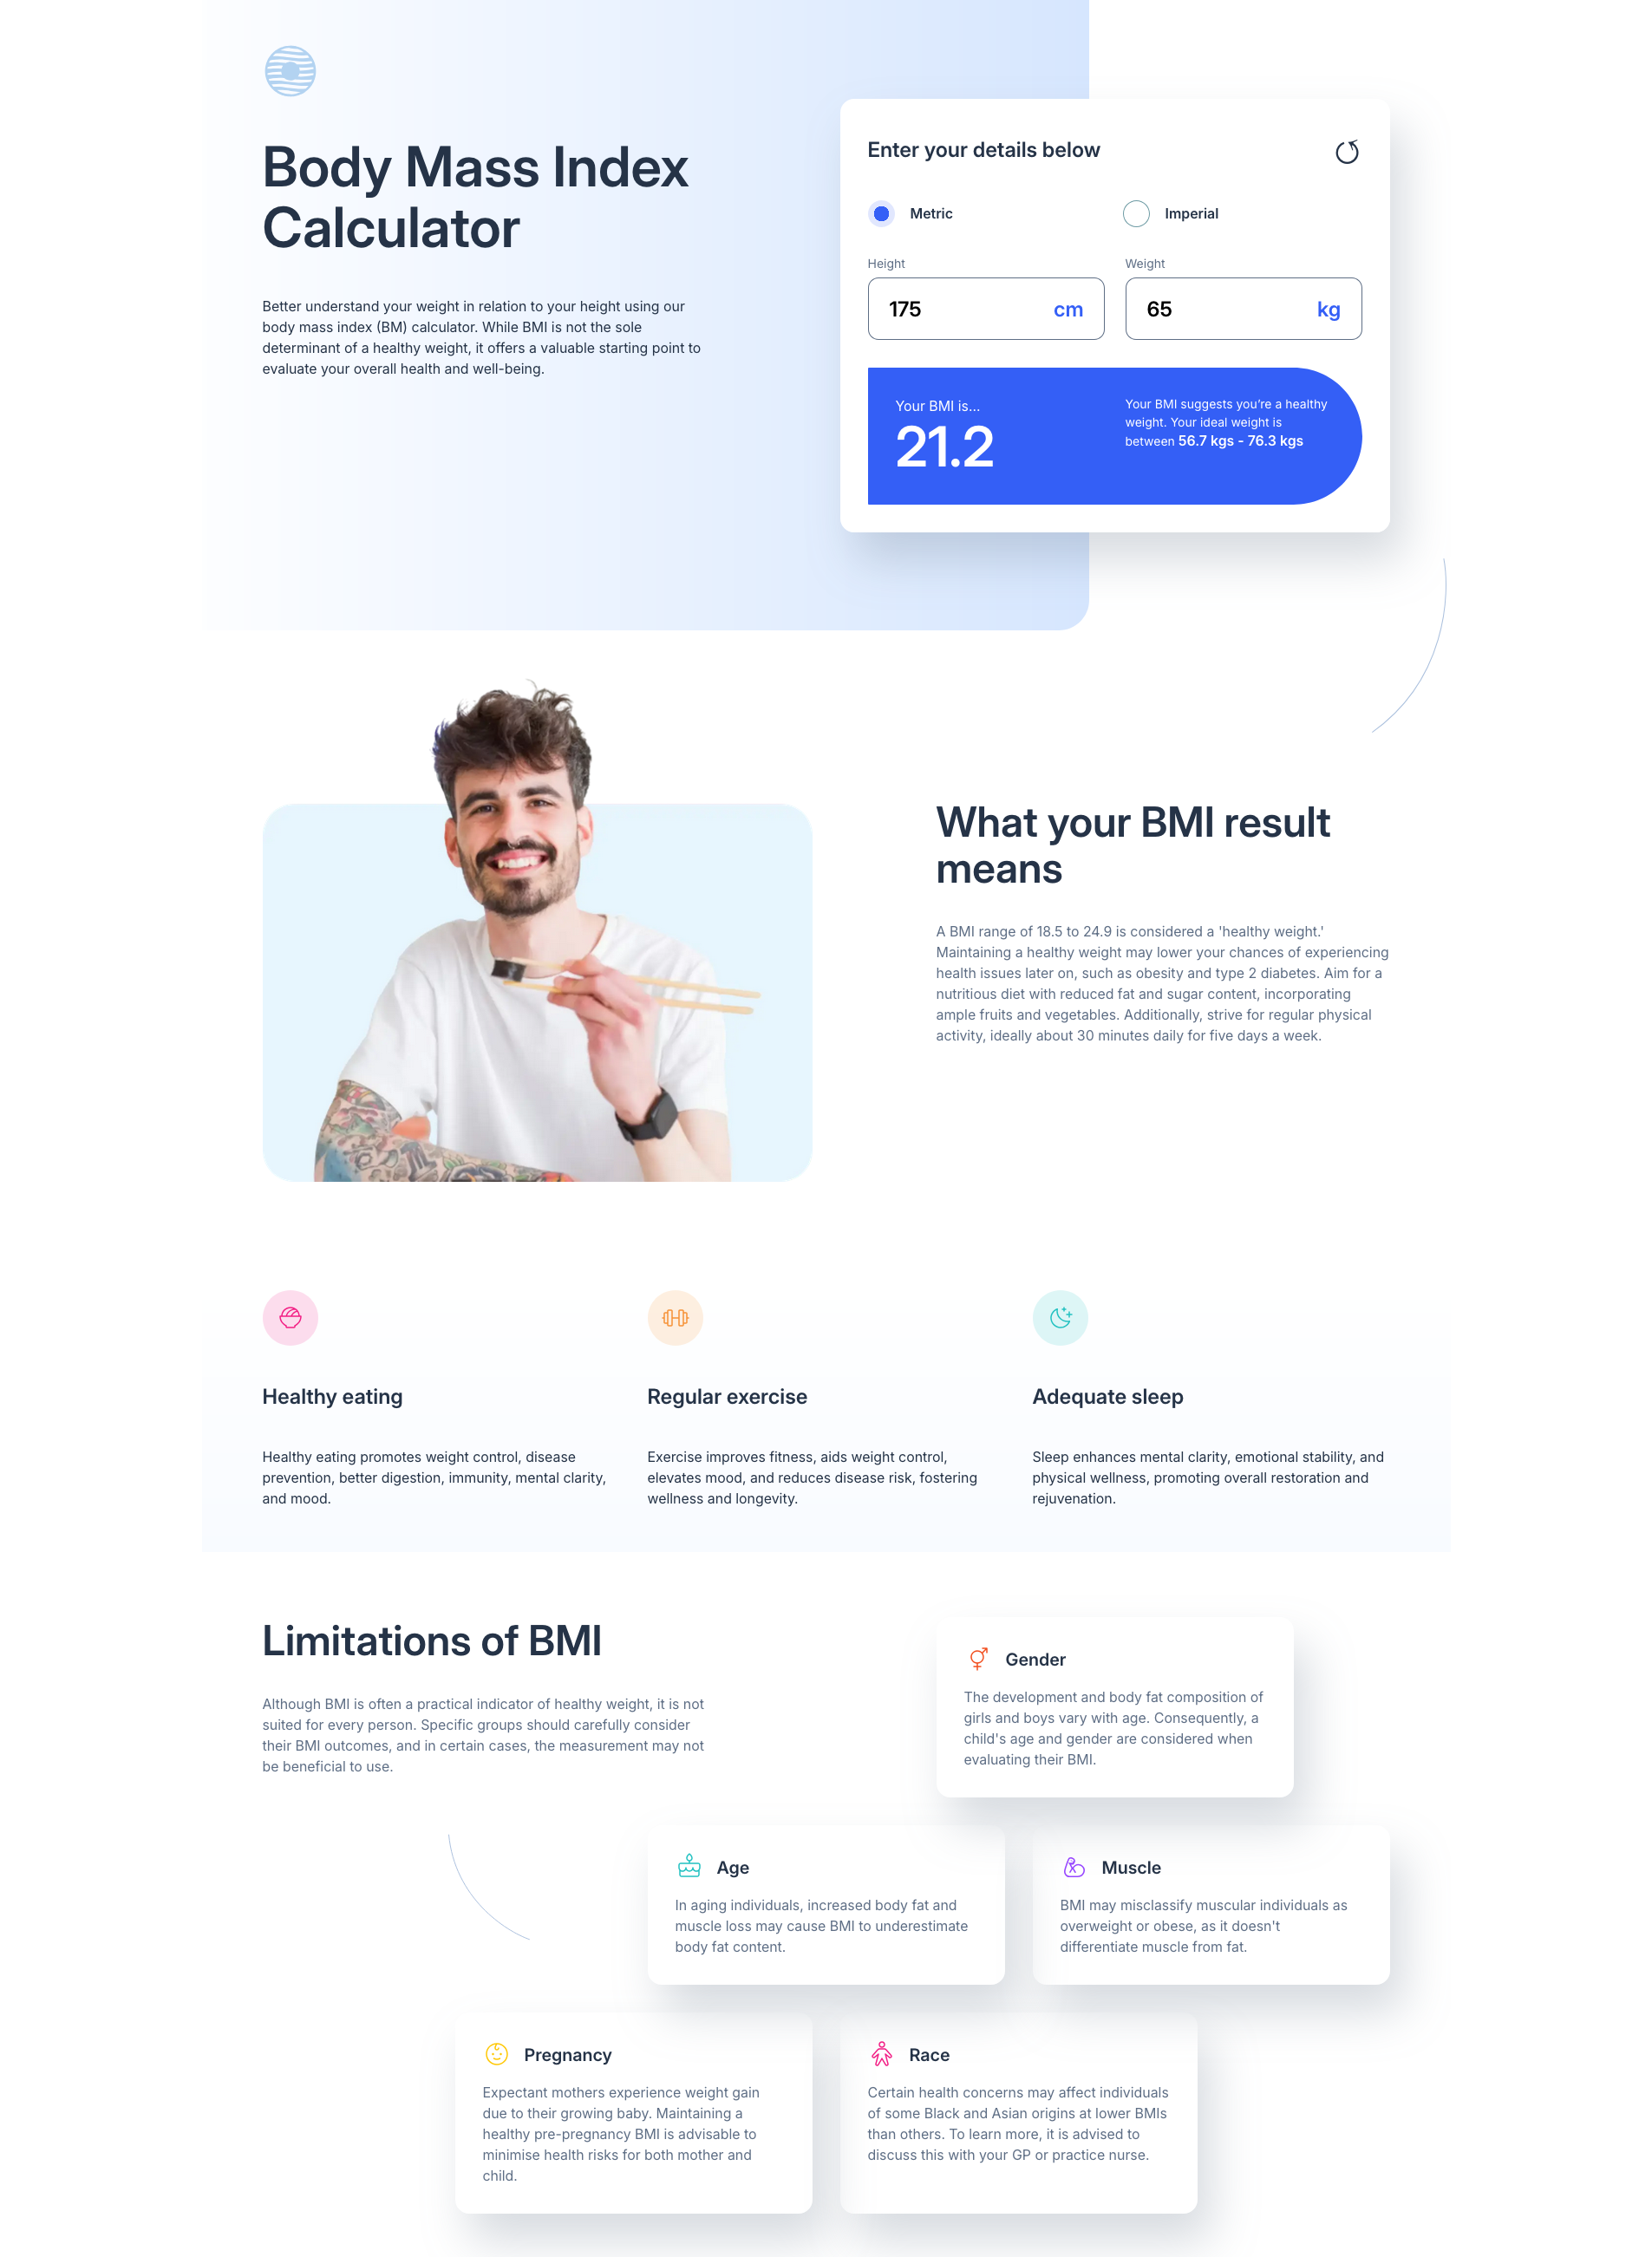 Body Mass Index
Calculator
Better understand your weight in relation to your height using our
body mass index (BM) calculator. While BMI is not the sole
determinant of a healthy weight, it offers a valuable starting point to
evaluate your overall health and well-being.
Enter your details below
Metric
Imperial
Height
Weight
175 cm
65 kg
Your BMI is...
21.2
Your BMI suggests you’re a healthy
weight. Your ideal weight is
between 56.7 kgs - 76.3 kgs
What your BMI result
means
A BMI range of 18.5 to 24.9 is considered a 'healthy weight.'
Maintaining a healthy weight may lower your chances of experiencing
health issues later on, such as obesity and type 2 diabetes. Aim for a
nutritious diet with reduced fat and sugar content, incorporating
ample fruits and vegetables. Additionally, strive for regular physical
activity, ideally about 30 minutes daily for five days a week.
Healthy eating
Healthy eating promotes weight control, disease
prevention, better digestion, immunity, mental clarity,
and mood.
Regular exercise
Exercise improves fitness, aids weight control,
elevates mood, and reduces disease risk, fostering
wellness and longevity.
Adequate sleep
Sleep enhances mental clarity, emotional stability, and
physical wellness, promoting overall restoration and
rejuvenation.
Limitations of BMI
Although BMI is often a practical indicator of healthy weight, it is not
suited for every person. Specific groups should carefully consider
their BMI outcomes, and in certain cases, the measurement may not
be beneficial to use.
Gender
The development and body fat composition of
girls and boys vary with age. Consequently, a
child's age and gender are considered when
evaluating their BMI.
Age
In aging individuals, increased body fat and
muscle loss may cause BMI to underestimate
body fat content.
Muscle
BMI may misclassify muscular individuals as
overweight or obese, as it doesn't
differentiate muscle from fat.
Pregnancy
Expectant mothers experience weight gain
due to their growing baby. Maintaining a
healthy pre-pregnancy BMI is advisable to
minimise health risks for both mother and
child.
Race
Certain health concerns may affect individuals
of some Black and Asian origins at lower BMIs
than others. To learn more, it is advised to
discuss this with your GP or practice nurse.